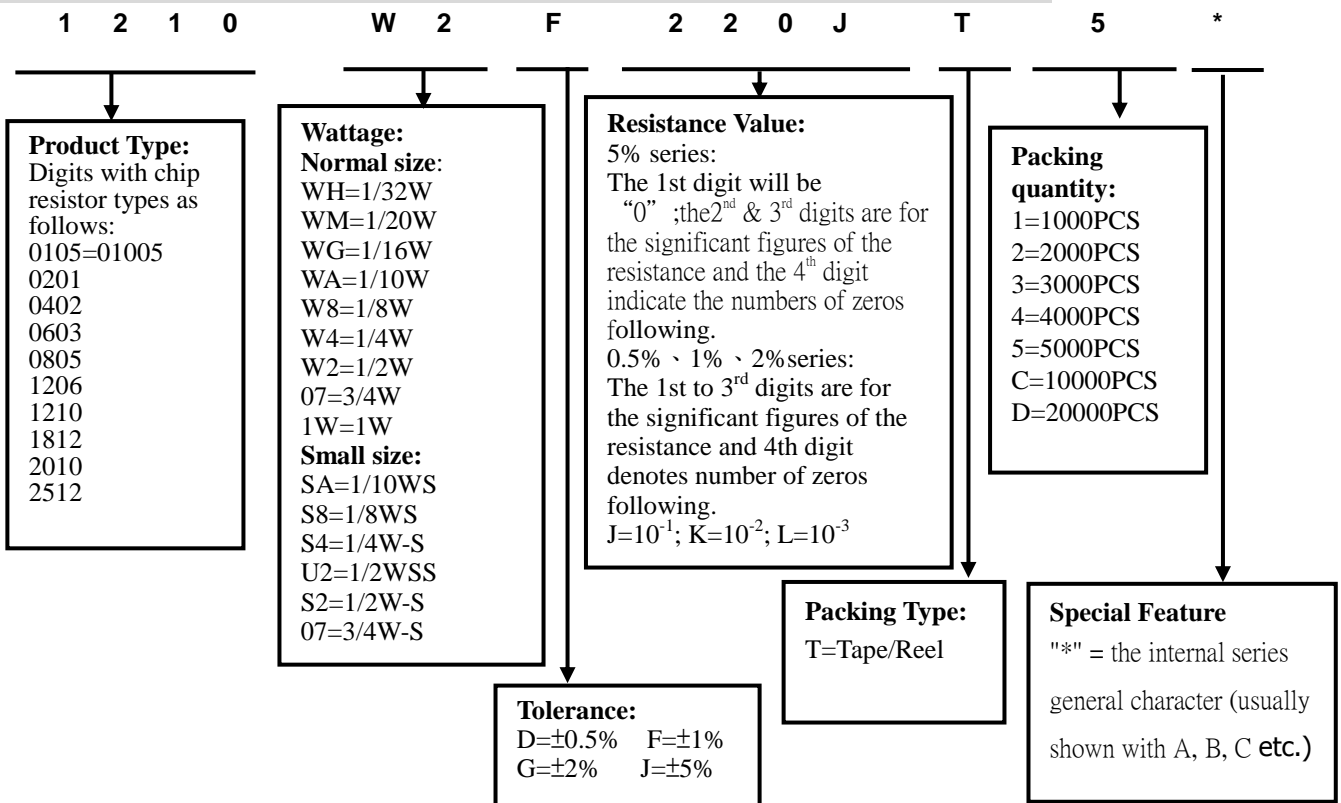 1 2 1 0 W 2 F 2 2 0 J T 5 *
Product Type:
Digits with chip
resistor types as
follows:
0105=01005
0201
0402
0603
0805
1206
1210
1812
2010
2512
Wattage:
Normal size:
WH=1/32W
WM=1/20W
WG=1/16W
WA=1/10W
W8=1/8W
W4=1/4W
W2=1/2W
07=3/4W
1W=1W
Small size:
SA=1/10WS
S8=1/8WS
S4=1/4W-S
U2=1/2WSS
S2=1/2W-S
07=3/4W-S
Tolerance:
D=±0.5% F=±1%
G=±2% J=±5%
Resistance Value:
5% series:
The 1st digit will be
“0” ;the2nd & 3rd digits are for
the significant figures of the
resistance and the 4th digit
indicate the numbers of zeros
following.
0.5%、1%、2%series:
The 1st to 3rd digits are for
the significant figures of the
resistance and 4th digit
denotes number of zeros
following.
J=10-1; K=10-2; L=10-3
Packing Type:
T=Tape/Reel
Packing
quantity:
1=1000PCS
2=2000PCS
3=3000PCS
4=4000PCS
5=5000PCS
C=10000PCS
D=20000PCS
Special Feature
"*" = the internal series
general character (usually
shown with A, B, C etc.)